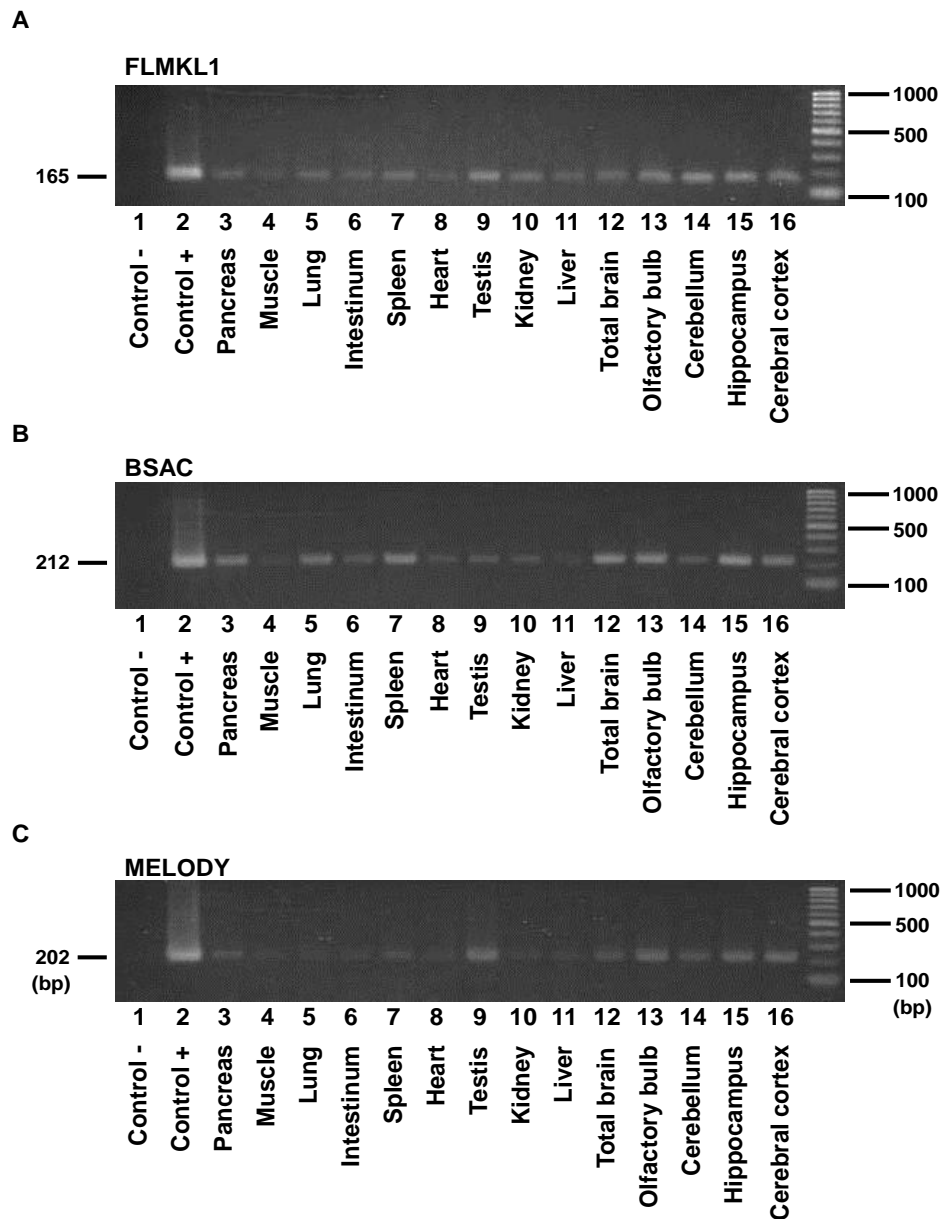 A
FLMKL1
1000
500
165
100
1 2 3 4 5 6 7 8 9 10 11 12 13 14 15 16
Control -
Control +
Pancreas
Muscle
Lung
Intestinum
Spleen
Heart
Testis
Kidney
Liver
Total brain
Olfactory bulb
Cerebellum
Hippocampus
Cerebral cortex
B
BSAC
1000
500
212
100
1 2 3 4 5 6 7 8 9 10 11 12 13 14 15 16
Control -
Control +
Pancreas
Muscle
Lung
Intestinum
Spleen
Heart
Testis
Kidney
Liver
Total brain
Olfactory bulb
Cerebellum
Hippocampus
Cerebral cortex
C
MELODY
1000
500
202
(bp)
100
(bp)
1 2 3 4 5 6 7 8 9 10 11 12 13 14 15 16
Control -
Control +
Pancreas
Muscle
Lung
Intestinum
Spleen
Heart
Testis
Kidney
Liver
Total brain
Olfactory bulb
Cerebellum
Hippocampus
Cerebral cortex